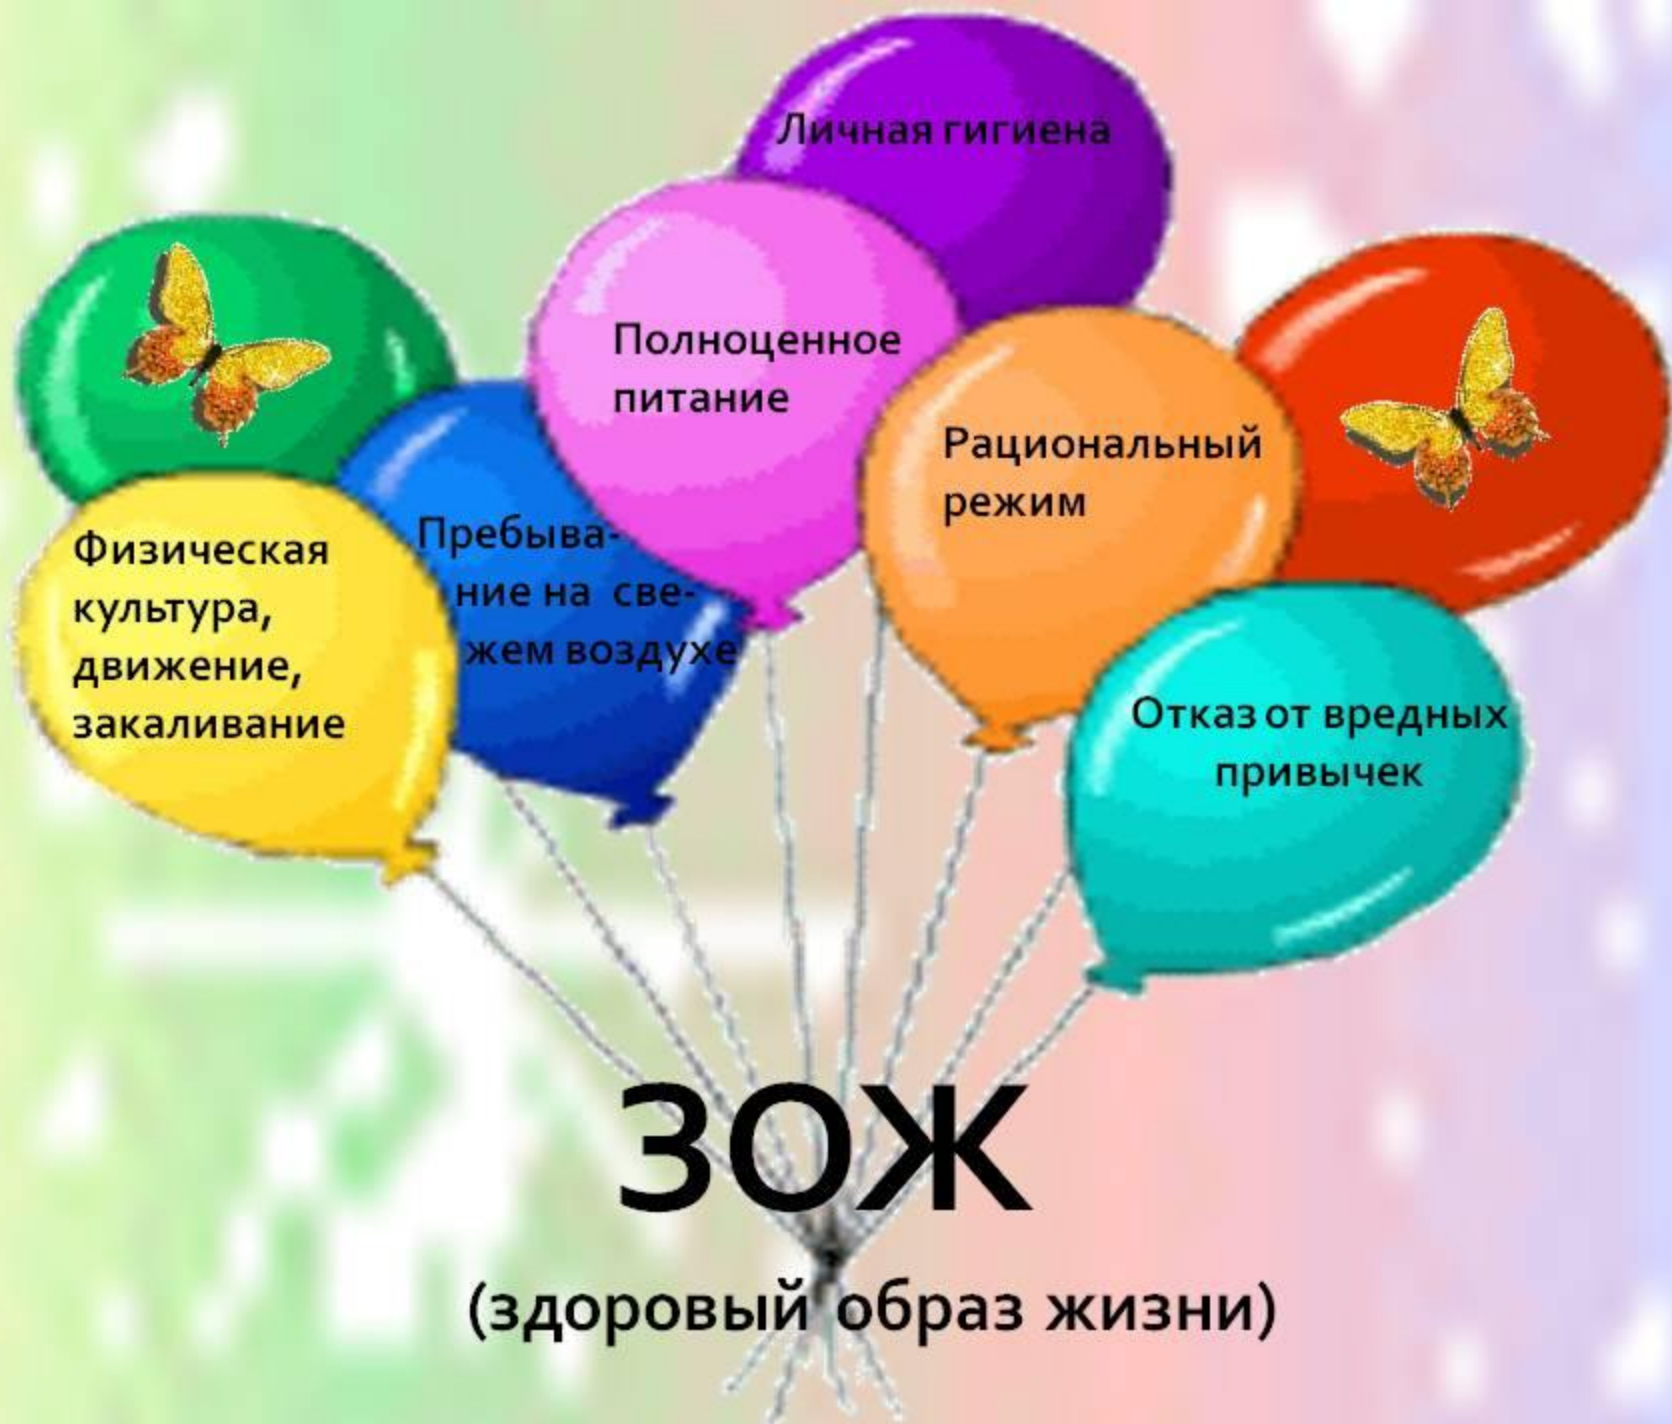 Личная гигиена
Полноценное
питание
Рациональный
режим
Физическая
культура,
движение,
закаливание
Пребыва-
ние на све-
жем воздухе
Отказ от вредных
привычек
ЗОЖ
(здоровый образ жизни)